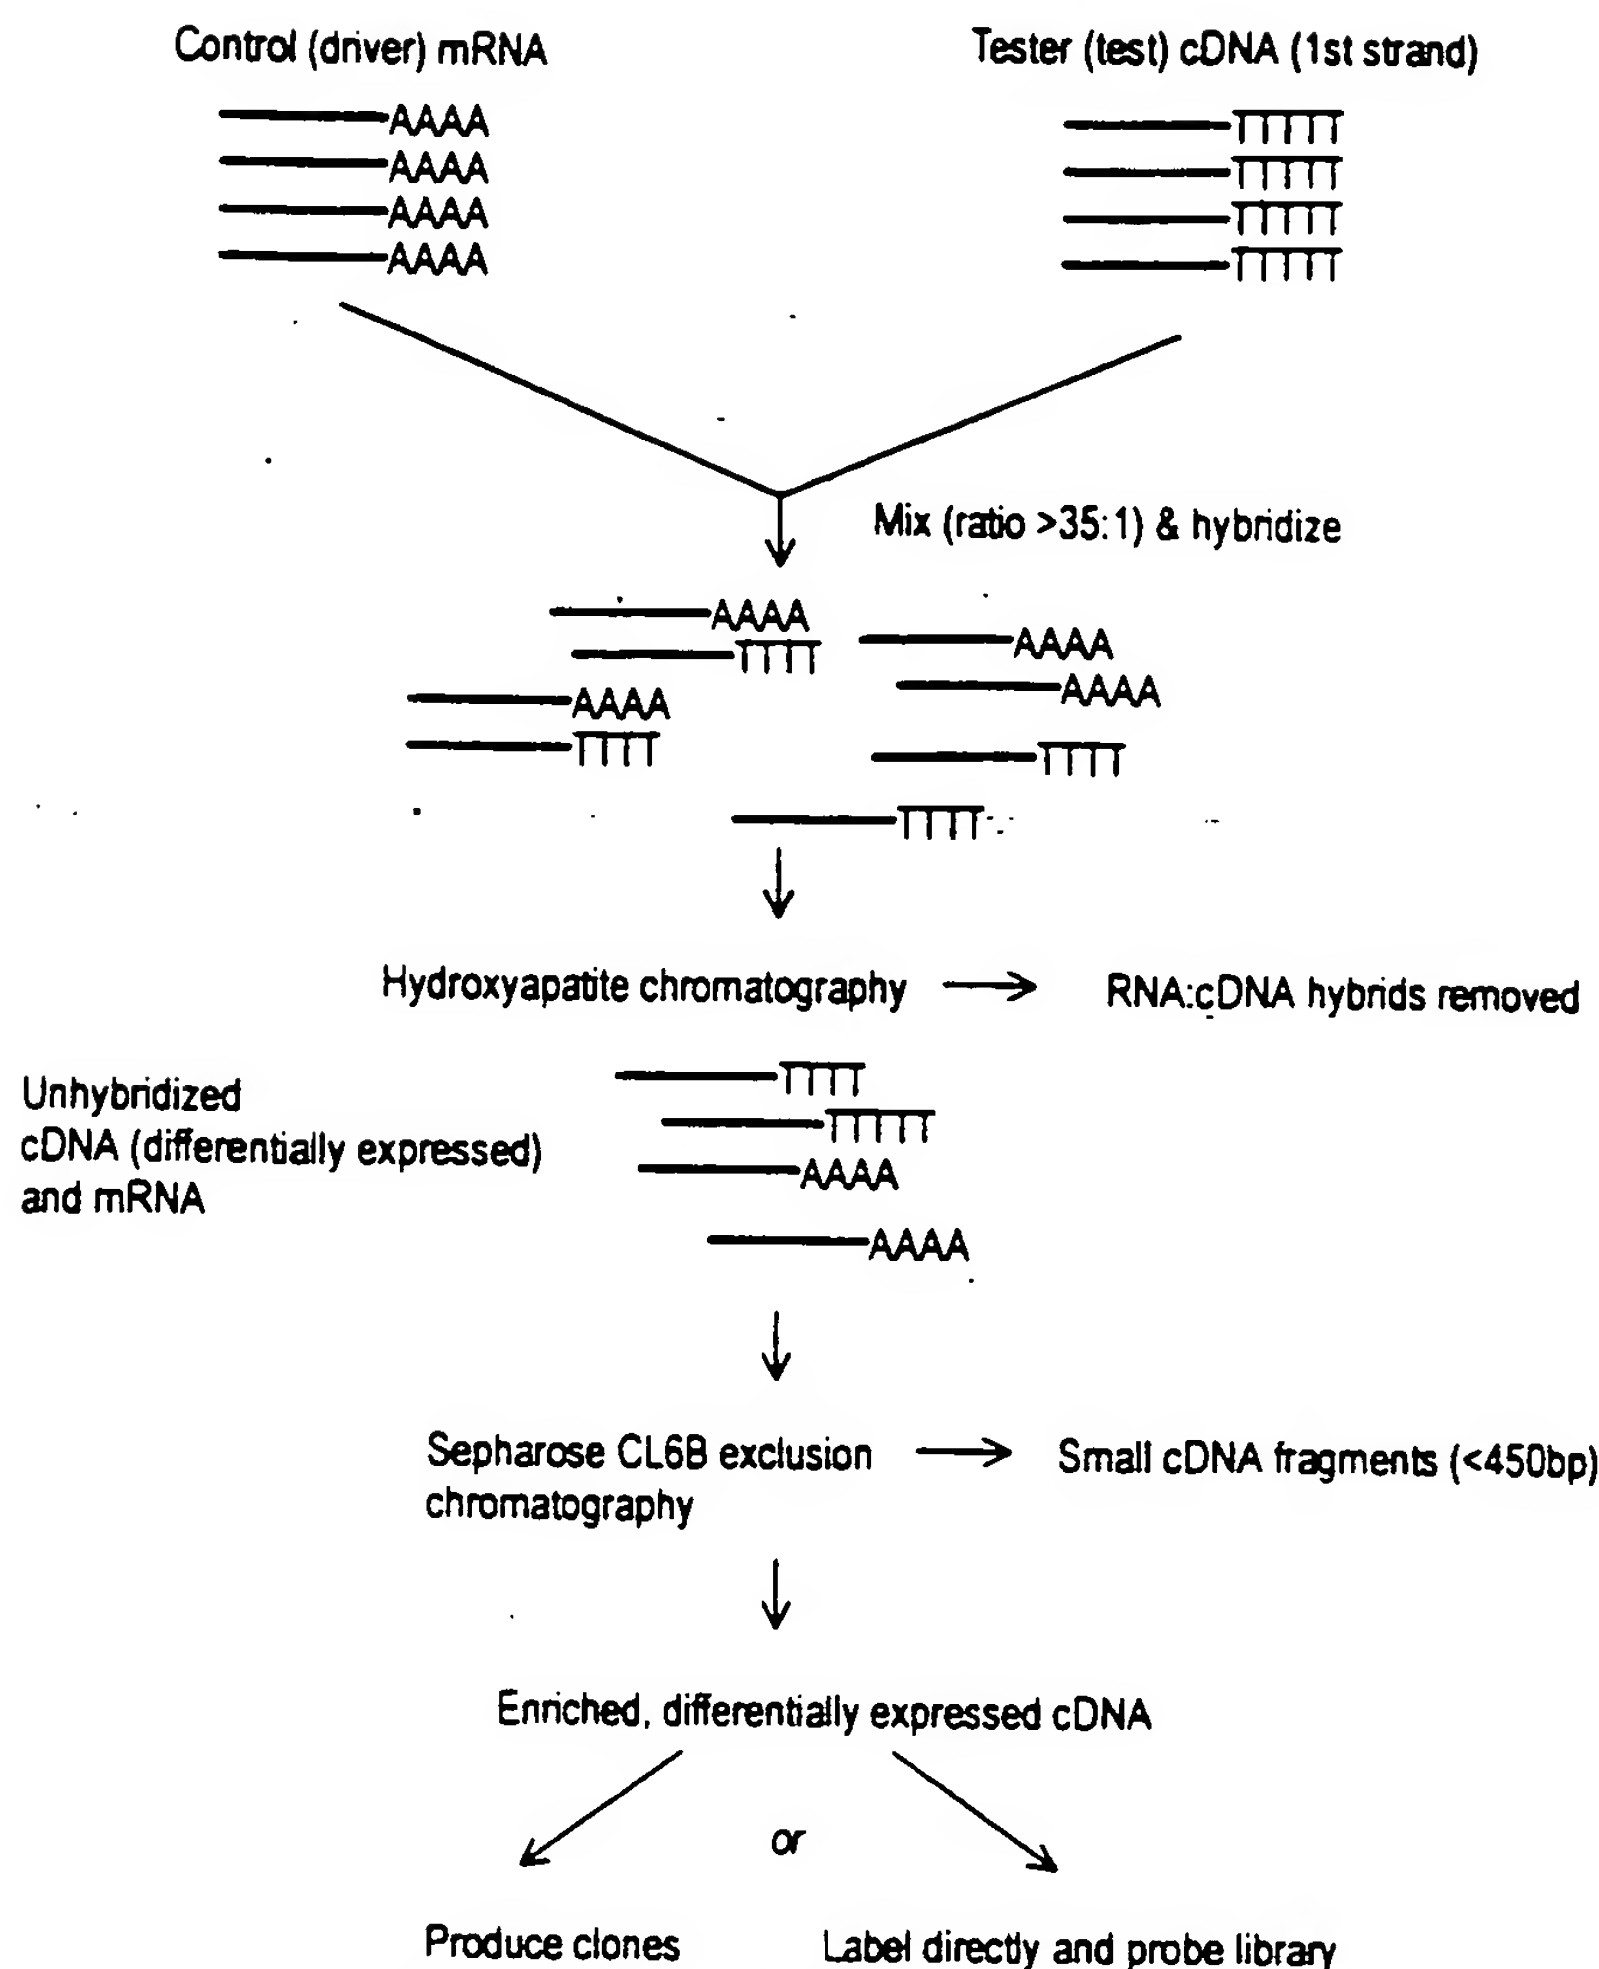 Control (driver) mRNA
Tester (test) cDNA (1st strand)
AAAA
TTTTT
AAAA
TTTTT
AAAA
TTTTT
AAAA
TTTTT
Mix (ratio >35:1) & hybridize
AAAA
AAAA
TTTT
AAAA
AAAA
TTTT
TTTT
TTTT
Hydroxyapatite chromatography
RNA:cDNA hybrids removed
TTTT
Unhybridized
TTTTT
cDNA (differentially expressed)
AAAA
and mRNA
AAAA
Sepharose CL6B exclusion
chromatography
Small cDNA fragments (<450bp)
Enriched, differentially expressed cDNA
or
Produce clones
Label directly and probe library